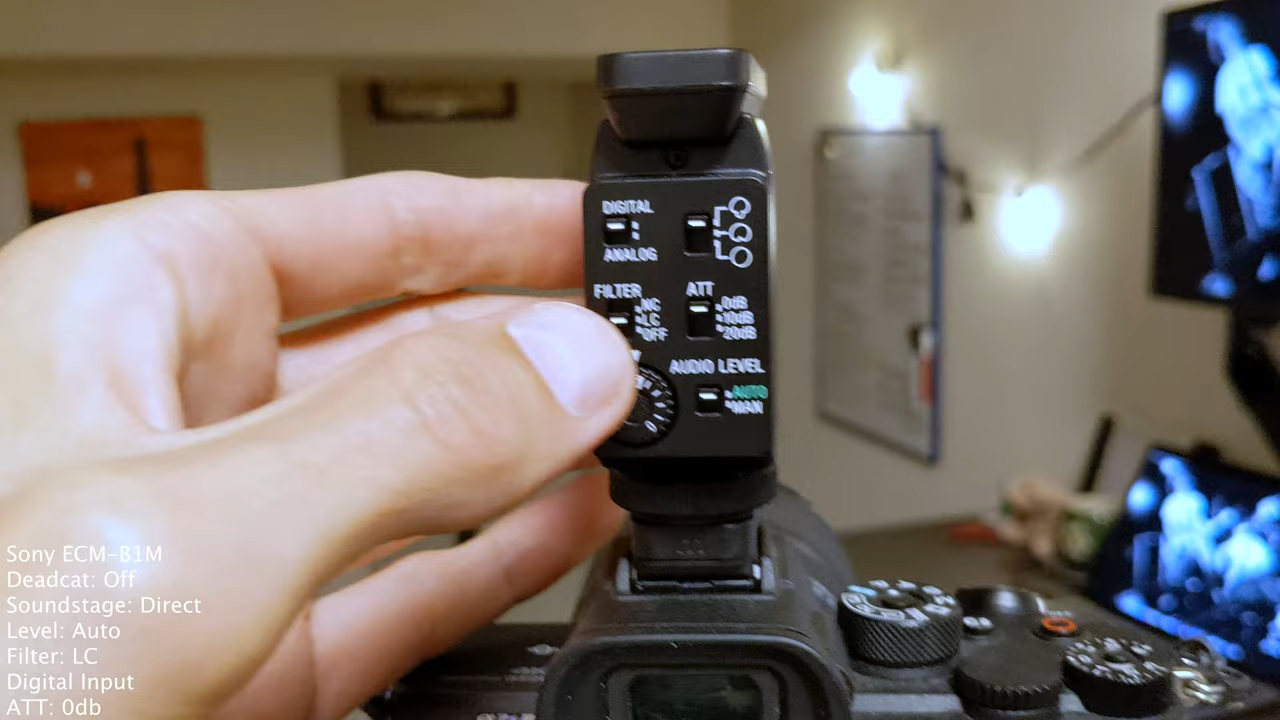 DIGITAL
ANALOG
FILTER
NC
LC
OFF
ATT
0dB
10dB
20dB
AUDIO LEVEL
AUTO
MAN
0
Sony ECM-B1M
Deadcat: Off
Soundstage: Direct
Level: Auto
Filter: LC
Digital Input
ATT: 0db